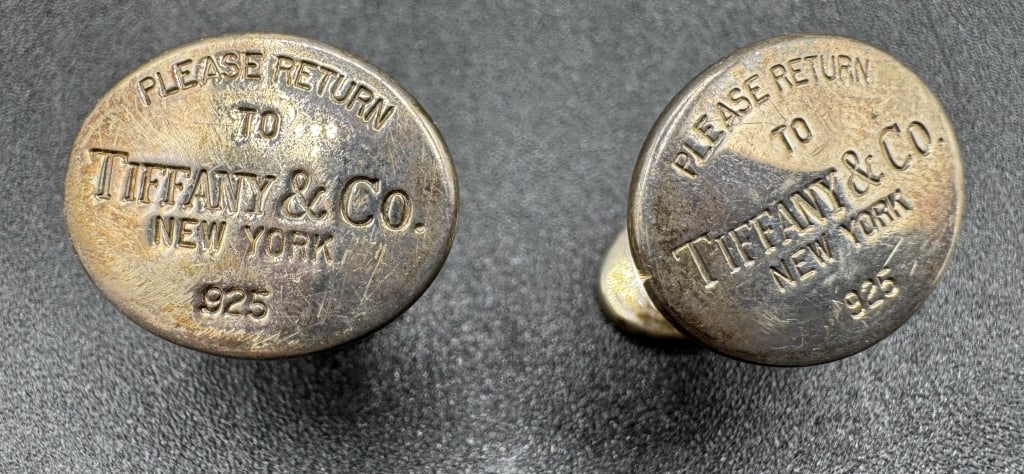 PLEASE RETURN
TO
TIFFANY & Co.
NEW YORK
925
PLEASE RETURN
TO
TIFFANY & Co.
NEW YORK
925